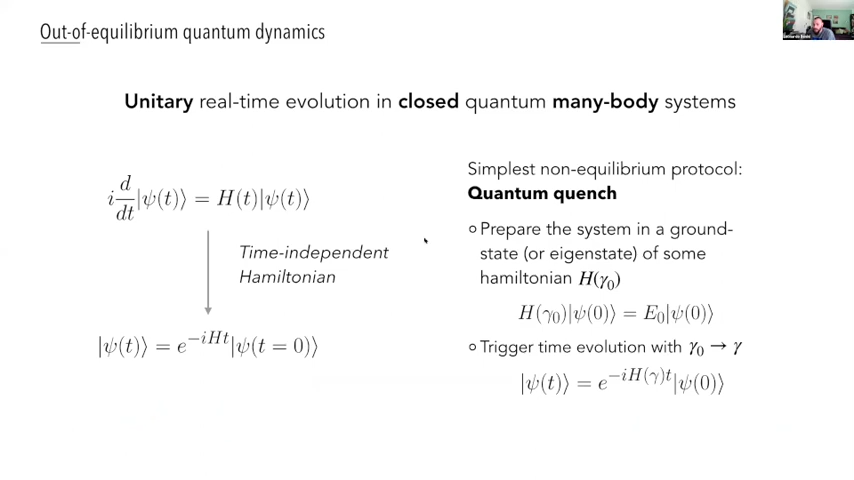 Out-of-equilibrium quantum dynamics
Unitary real-time evolution in closed quantum many-body systems
i d/dt |ψ(t)⟩ = H(t)|ψ(t)⟩
Time-independent
Hamiltonian
|ψ(t)⟩ = e^{-iHt}|ψ(t = 0)⟩
Simplest non-equilibrium protocol:
Quantum quench
Prepare the system in a ground-
state (or eigenstate) of some
hamiltonian H(γ₀)
H(γ₀)|ψ(0)⟩ = E₀|ψ(0)⟩
Trigger time evolution with γ₀ → γ
|ψ(t)⟩ = e^{-iH(γ)t}|ψ(0)⟩